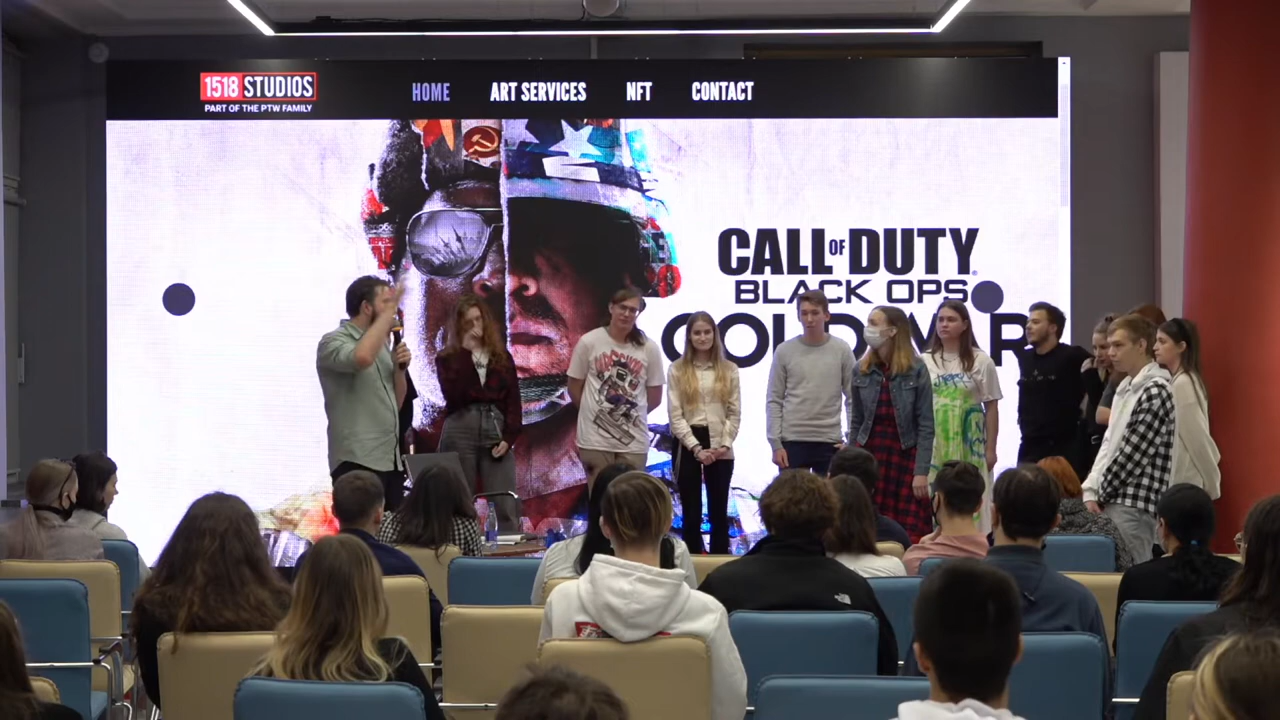 1518 STUDIOS
PART OF THE PTW FAMILY
HOME
ART SERVICES
NFT
CONTACT
CALL OF DUTY
BLACK OPS
COLD WAR